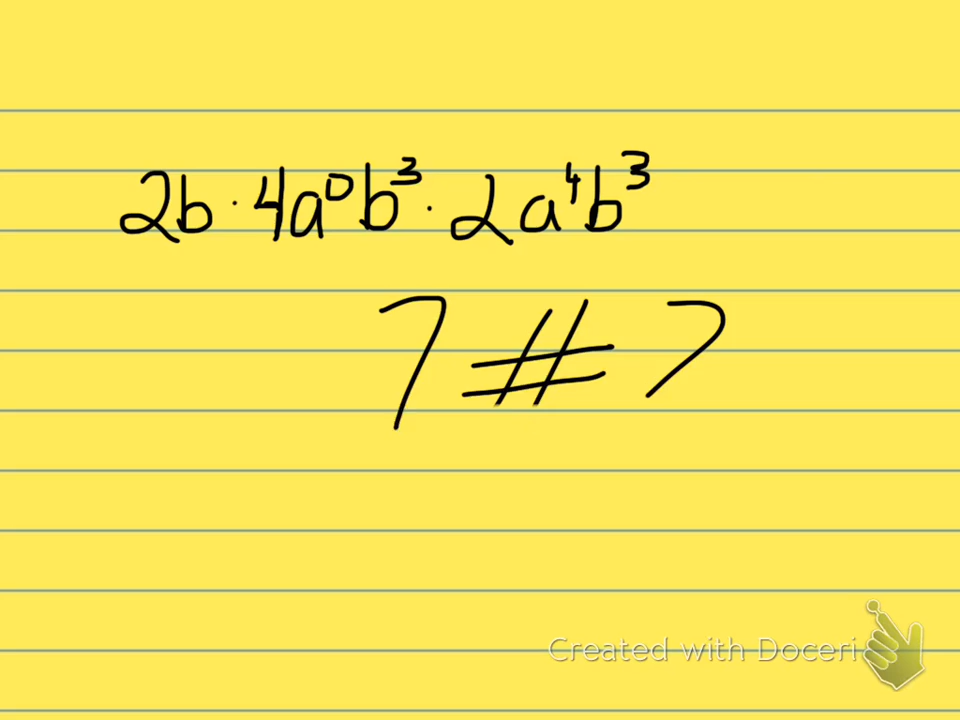 2b · 4a⁰b³ · 2a⁴b³
7 # 7
Created with Doceri